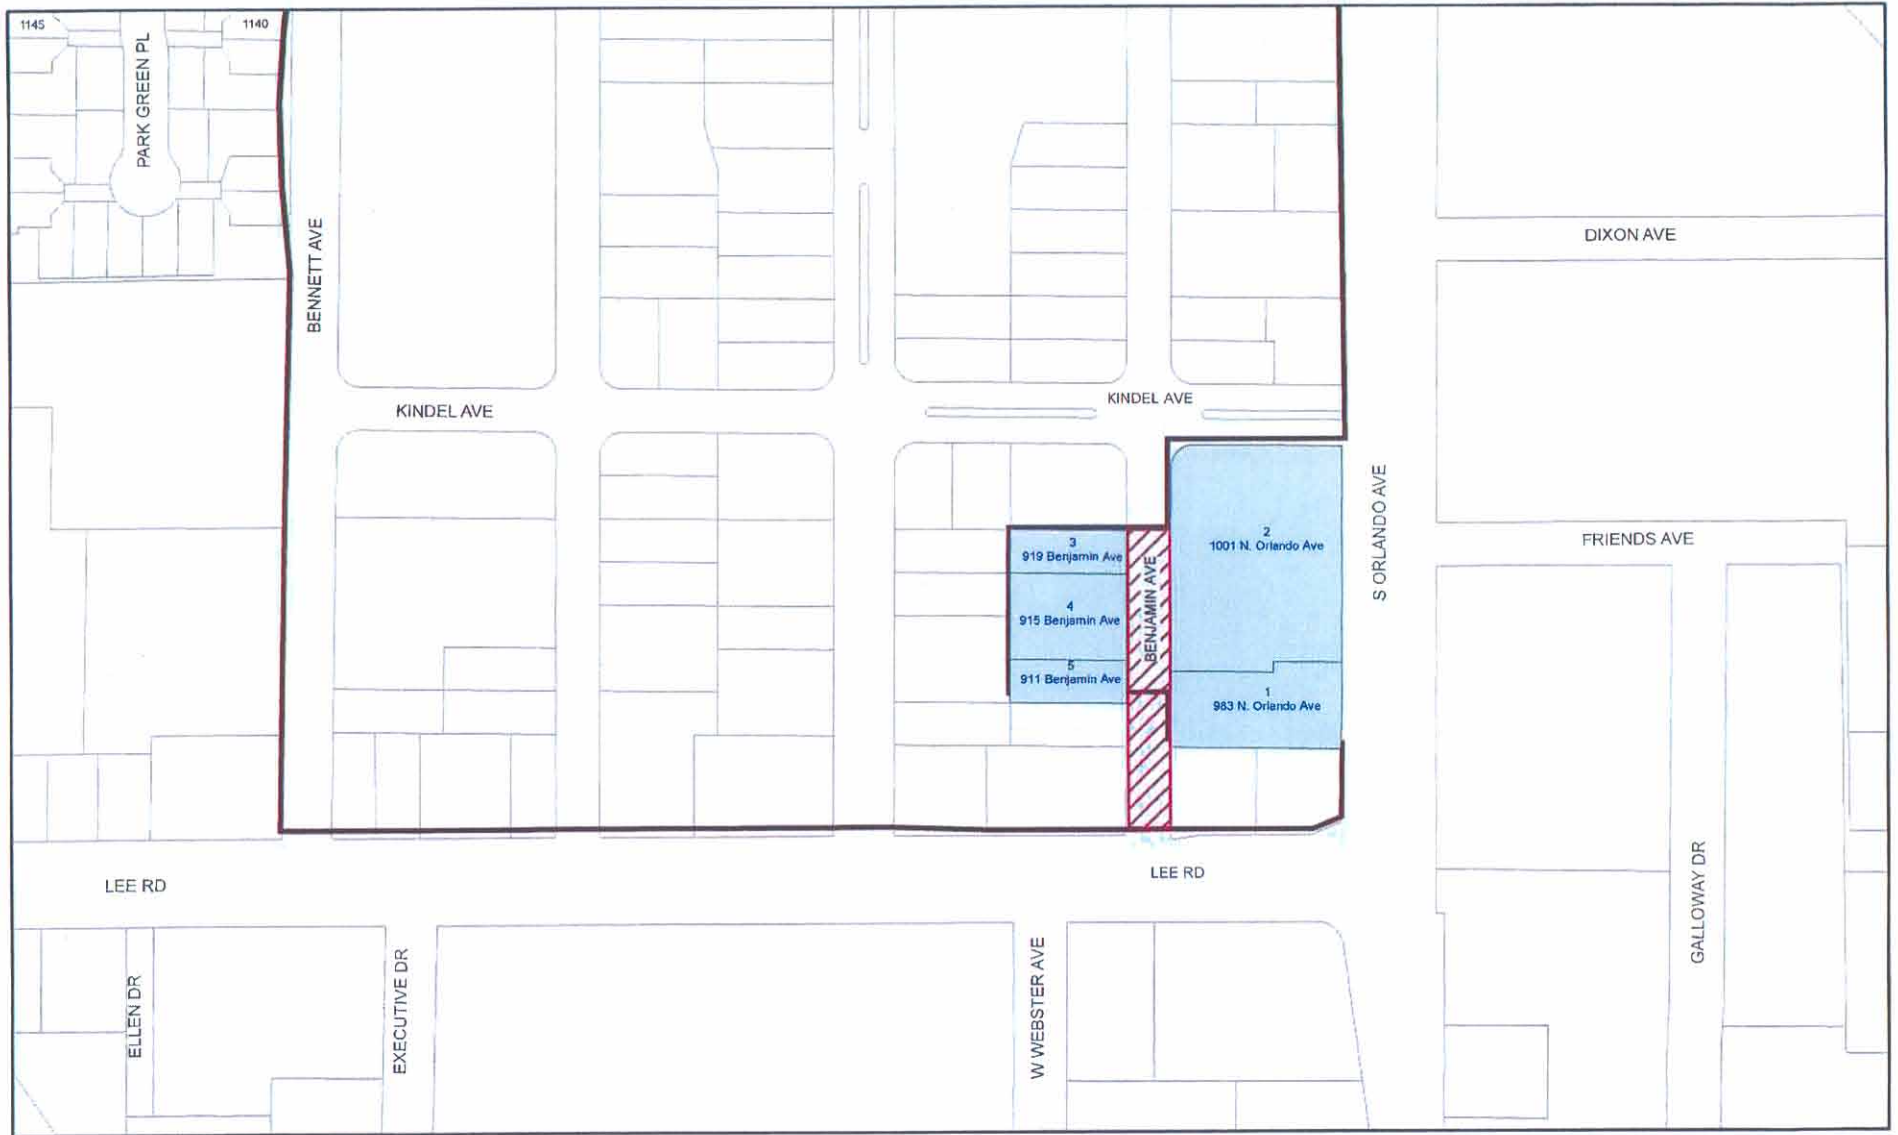 1145
1140
PARK GREEN PL
BENNETT AVE
DIXON AVE
KINDEL AVE
KINDEL AVE
S ORLANDO AVE
FRIENDS AVE
2
1001 N. Orlando Ave
3
919 Benjamin Ave
BENJAMIN AVE
4
915 Benjamin Ave
5
911 Benjamin Ave
1
983 N. Orlando Ave
LEE RD
LEE RD
GALLOWAY DR
ELLEN DR
EXECUTIVE DR
W WEBSTER AVE